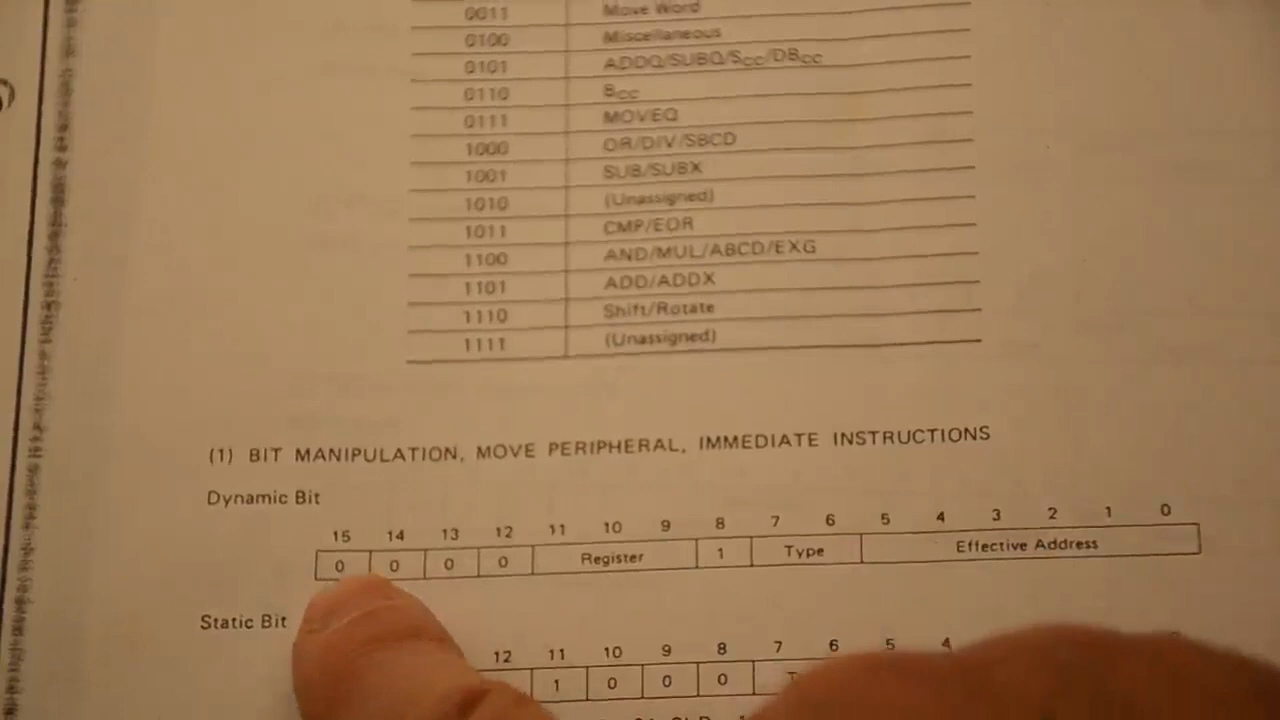 0011 Move Word
0100 Miscellaneous
0101 ADDQ/SUBQ/SCC/DBCC
0110 BCC
0111 MOVEQ
1000 OR/DIV/SBCD
1001 SUB/SUBX
1010 (Unassigned)
1011 CMP/EOR
1100 AND/MUL/ABCD/EXG
1101 ADD/ADDX
1110 Shift/Rotate
1111 (Unassigned)
(1) BIT MANIPULATION, MOVE PERIPHERAL, IMMEDIATE INSTRUCTIONS
Dynamic Bit
15 14 13 12 11 10 9 8 7 6 5 4 3 2 1 0
0 0 0 0 Register 1 Type Effective Address
Static Bit
12 11 10 9 8 7 6 5 4
1 0 0 0